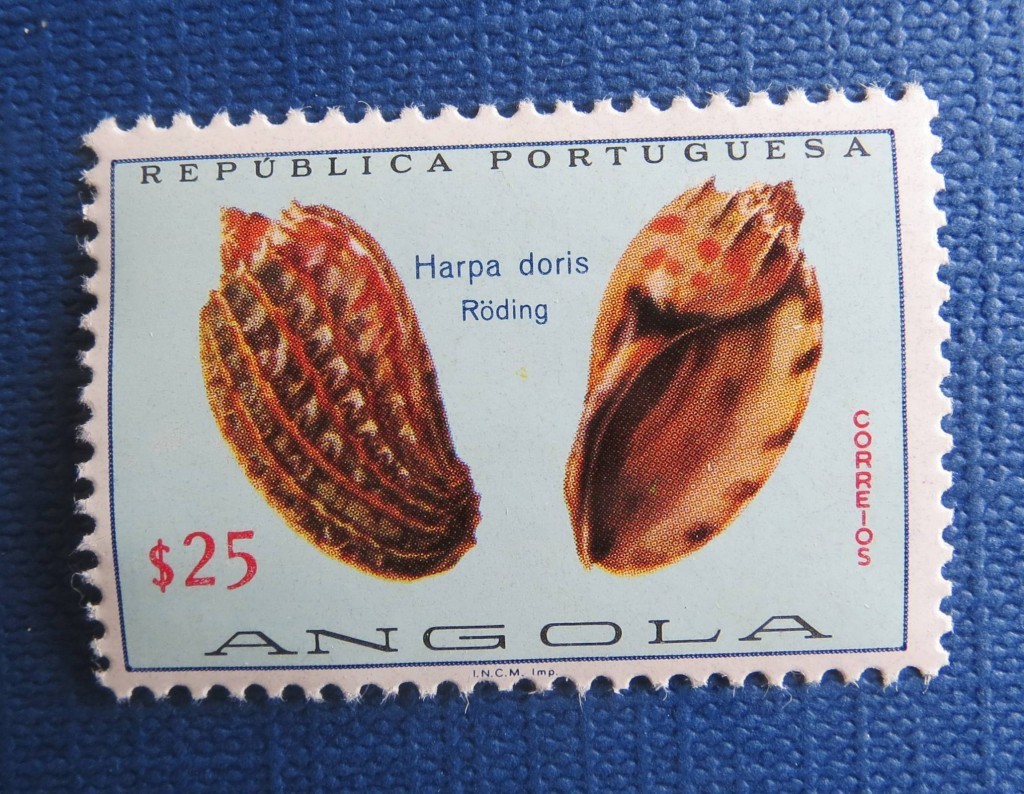 REPÚBLICA PORTUGUESA
Harpa doris
Röding
CORREIOS
$25
ANGOLA
I.N.C.M. Imp.